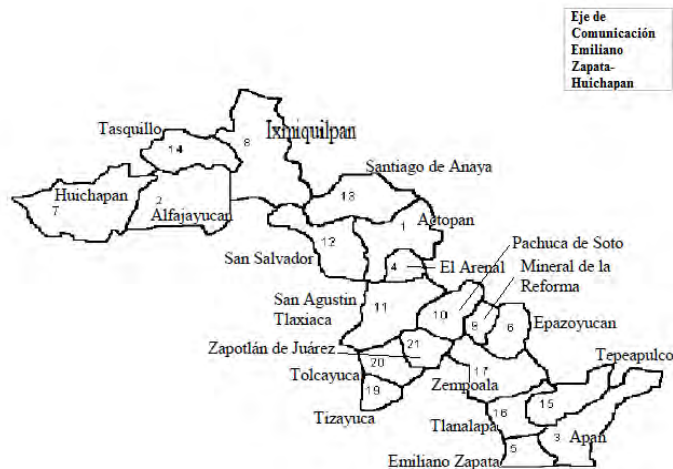 Eje de
Comunicación
Emiliano
Zapata-
Huichapan
Tasquillo
14
8
Ixmiquilpan
Santiago de Anaya
13
Huichapan
7
2
Alfajayucan
1
Actopan
San Salvador
12
4
El Arenal
Pachuca de Soto
Mineral de la
Reforma
San Agustin
Tlaxiaca
11
10
9
6
Epazoyucan
Zapotlán de Juárez
21
20
Tolcayuca
19
Tizayuca
17
Zempoala
Tepeapulco
15
16
Tlanalapa
3
Apan
5
Emiliano Zapata